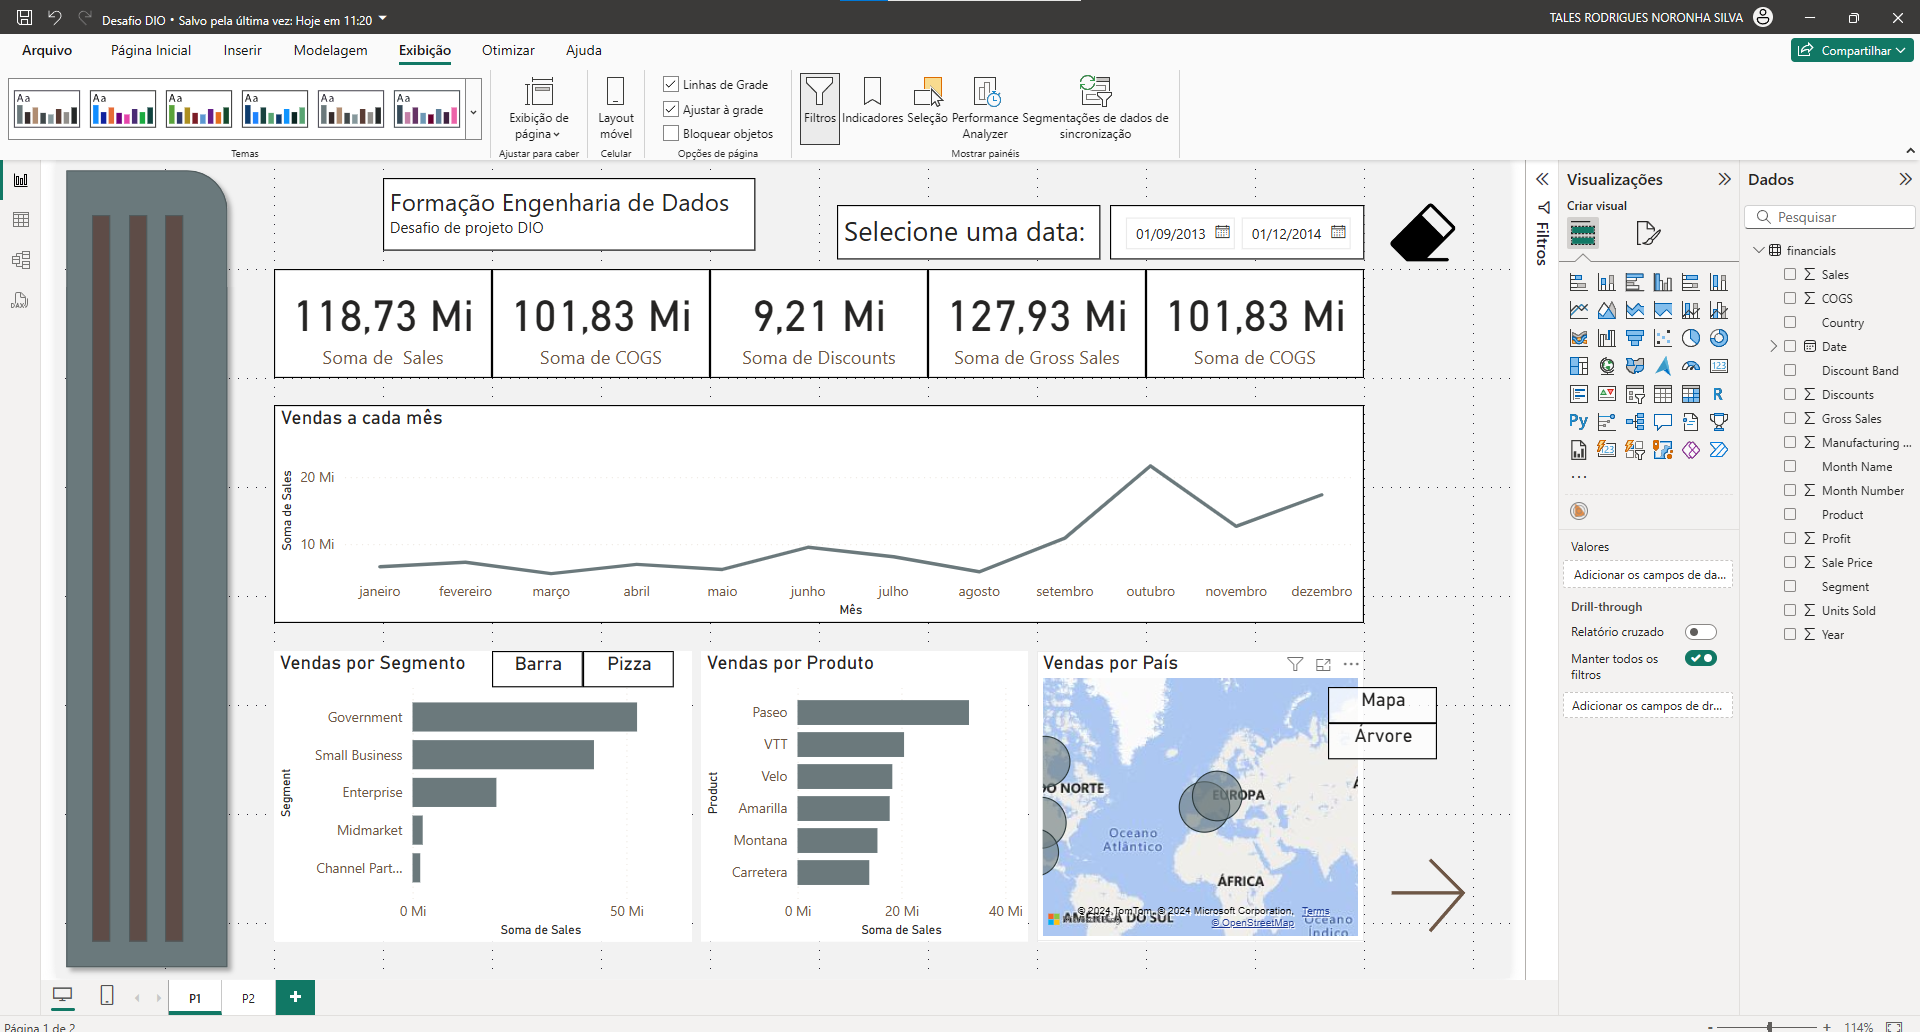 Desafio DIO • Salvo pela última vez: Hoje em 11:20
TALES RODRIGUES NORONHA SILVA
Arquivo
Página Inicial
Inserir
Modelagem
Exibição
Otimizar
Ajuda
Compartilhar
Aa
Aa
Aa
Aa
Aa
Aa
Temas
Exibição de
página
Ajustar para caber
Layout
móvel
Celular
Linhas de Grade
Ajustar à grade
Bloquear objetos
Opções de página
Filtros
Indicadores
Seleção
Performance
Analyzer
Segmentações de dados de
sincronização
Mostrar painéis
Formação Engenharia de Dados
Desafio de projeto DIO
Selecione uma data:
01/09/2013
01/12/2014
118,73 Mi
Soma de Sales
101,83 Mi
Soma de COGS
9,21 Mi
Soma de Discounts
127,93 Mi
Soma de Gross Sales
101,83 Mi
Soma de COGS
Vendas a cada mês
Soma de Sales
20 Mi
10 Mi
janeiro
fevereiro
março
abril
maio
junho
julho
agosto
setembro
outubro
novembro
dezembro
Mês
Vendas por Segmento
Barra
Pizza
Segment
Government
Small Business
Enterprise
Midmarket
Channel Part...
0 Mi
50 Mi
Soma de Sales
Vendas por Produto
Product
Paseo
VTT
Velo
Amarilla
Montana
Carretera
0 Mi
20 Mi
40 Mi
Soma de Sales
Vendas por País
Mapa
Árvore
DO NORTE
EUROPA
Oceano
Atlântico
ÁFRICA
AMÉRICA DO SUL
Oceano
Índico
© 2024 TomTom, © 2024 Microsoft Corporation,
Terms
© OpenStreetMap
Filtros
Visualizações
Criar visual
123
R
Py
123
...
Valores
Adicionar os campos de da...
Drill-through
Relatório cruzado
Manter todos os
filtros
Adicionar os campos de dr...
Dados
Pesquisar
financials
Sales
COGS
Country
Date
Discount Band
Discounts
Gross Sales
Manufacturing ...
Month Name
Month Number
Product
Profit
Sale Price
Segment
Units Sold
Year
DAX
P1
P2
+
Página 1 de 2
- + 114%